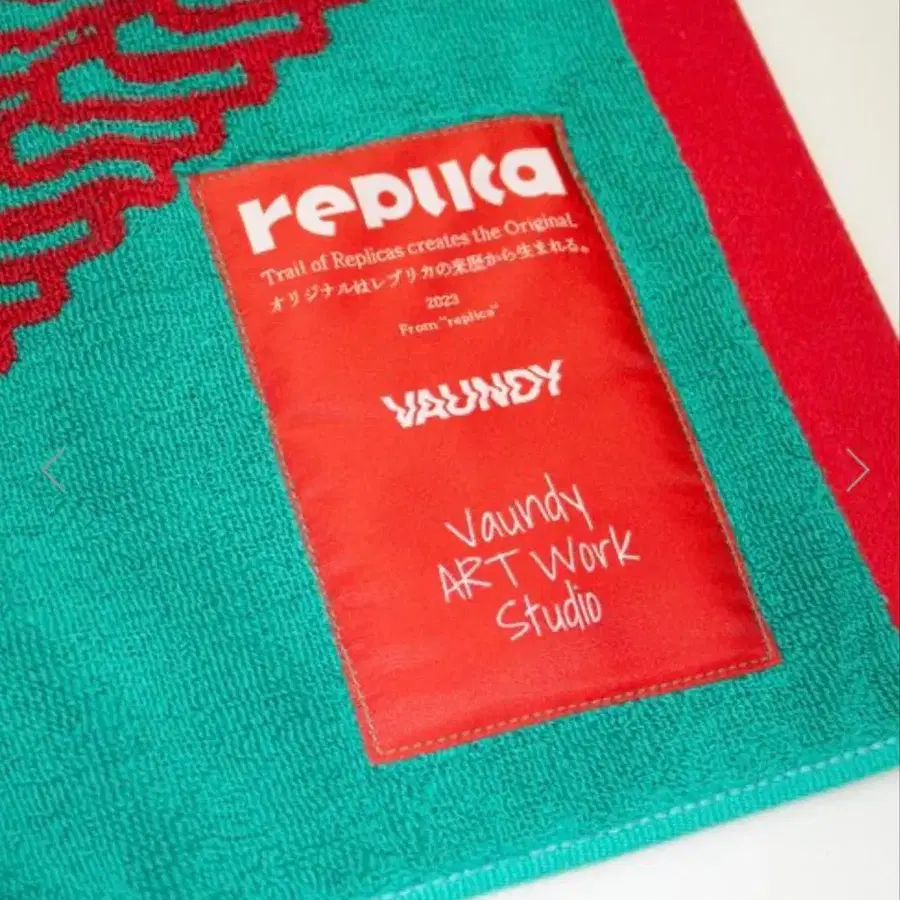 replica
Trail of Replicas creates the Original.
オリジナルはレプリカの来歴から生まれる。
2023
From "replica"
VAUNDY
Vaundy
ART Work
Studio